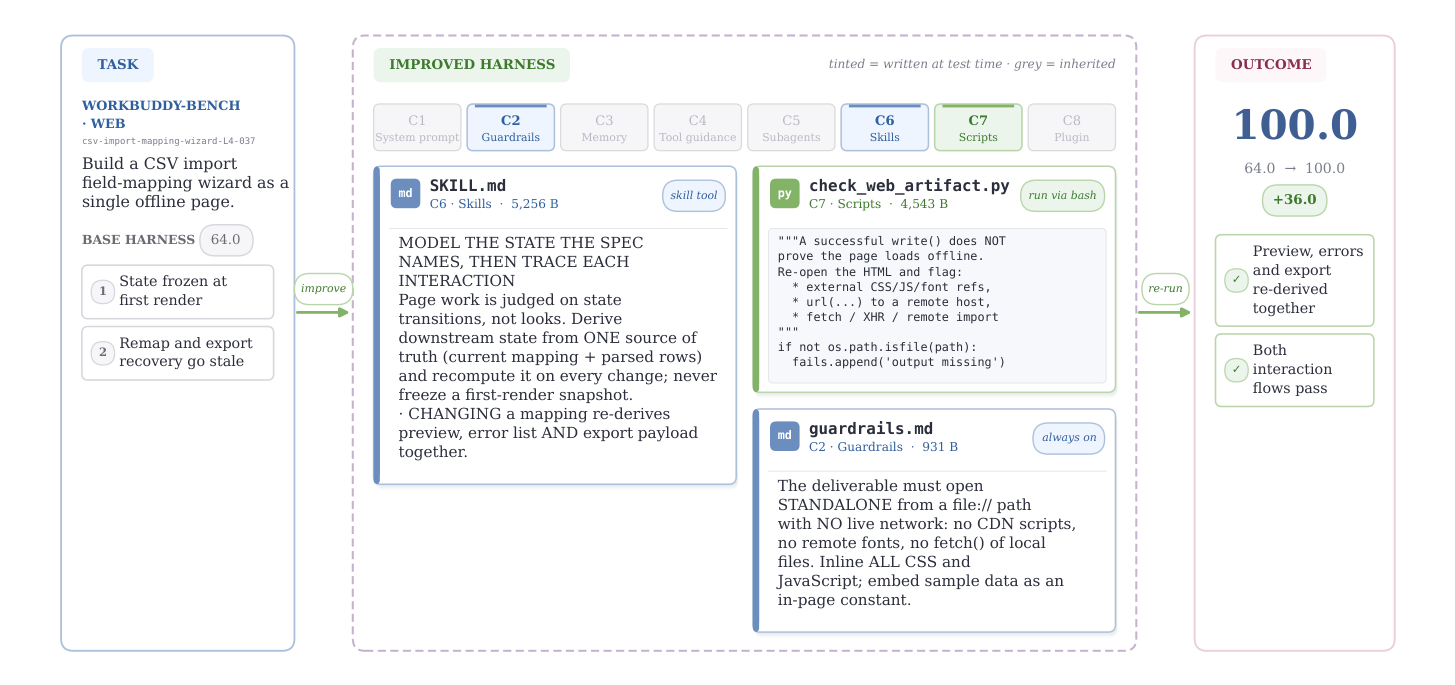 TASK
WORKBUDDY-BENCH
· WEB
csv-import-mapping-wizard-L4-037
Build a CSV import
field-mapping wizard as a
single offline page.
BASE HARNESS 64.0
1 State frozen at
first render
2 Remap and export
recovery go stale
improve
IMPROVED HARNESS
tinted = written at test time · grey = inherited
C1
System prompt
C2
Guardrails
C3
Memory
C4
Tool guidance
C5
Subagents
C6
Skills
C7
Scripts
C8
Plugin
md SKILL.md
C6 · Skills · 5,256 B
skill tool
MODEL THE STATE THE SPEC
NAMES, THEN TRACE EACH
INTERACTION
Page work is judged on state
transitions, not looks. Derive
downstream state from ONE source of
truth (current mapping + parsed rows)
and recompute it on every change; never
freeze a first-render snapshot.
· CHANGING a mapping re-derives
preview, error list AND export payload
together.
py check_web_artifact.py
C7 · Scripts · 4,543 B
run via bash
"""A successful write() does NOT
prove the page loads offline.
Re-open the HTML and flag:
* external CSS/JS/font refs,
* url(...) to a remote host,
* fetch / XHR / remote import
"""
if not os.path.isfile(path):
fails.append('output missing')
md guardrails.md
C2 · Guardrails · 931 B
always on
The deliverable must open
STANDALONE from a file:// path
with NO live network: no CDN scripts,
no remote fonts, no fetch() of local
files. Inline ALL CSS and
JavaScript; embed sample data as an
in-page constant.
re-run
OUTCOME
100.0
64.0 → 100.0
+36.0
✓ Preview, errors
and export
re-derived
together
✓ Both
interaction
flows pass